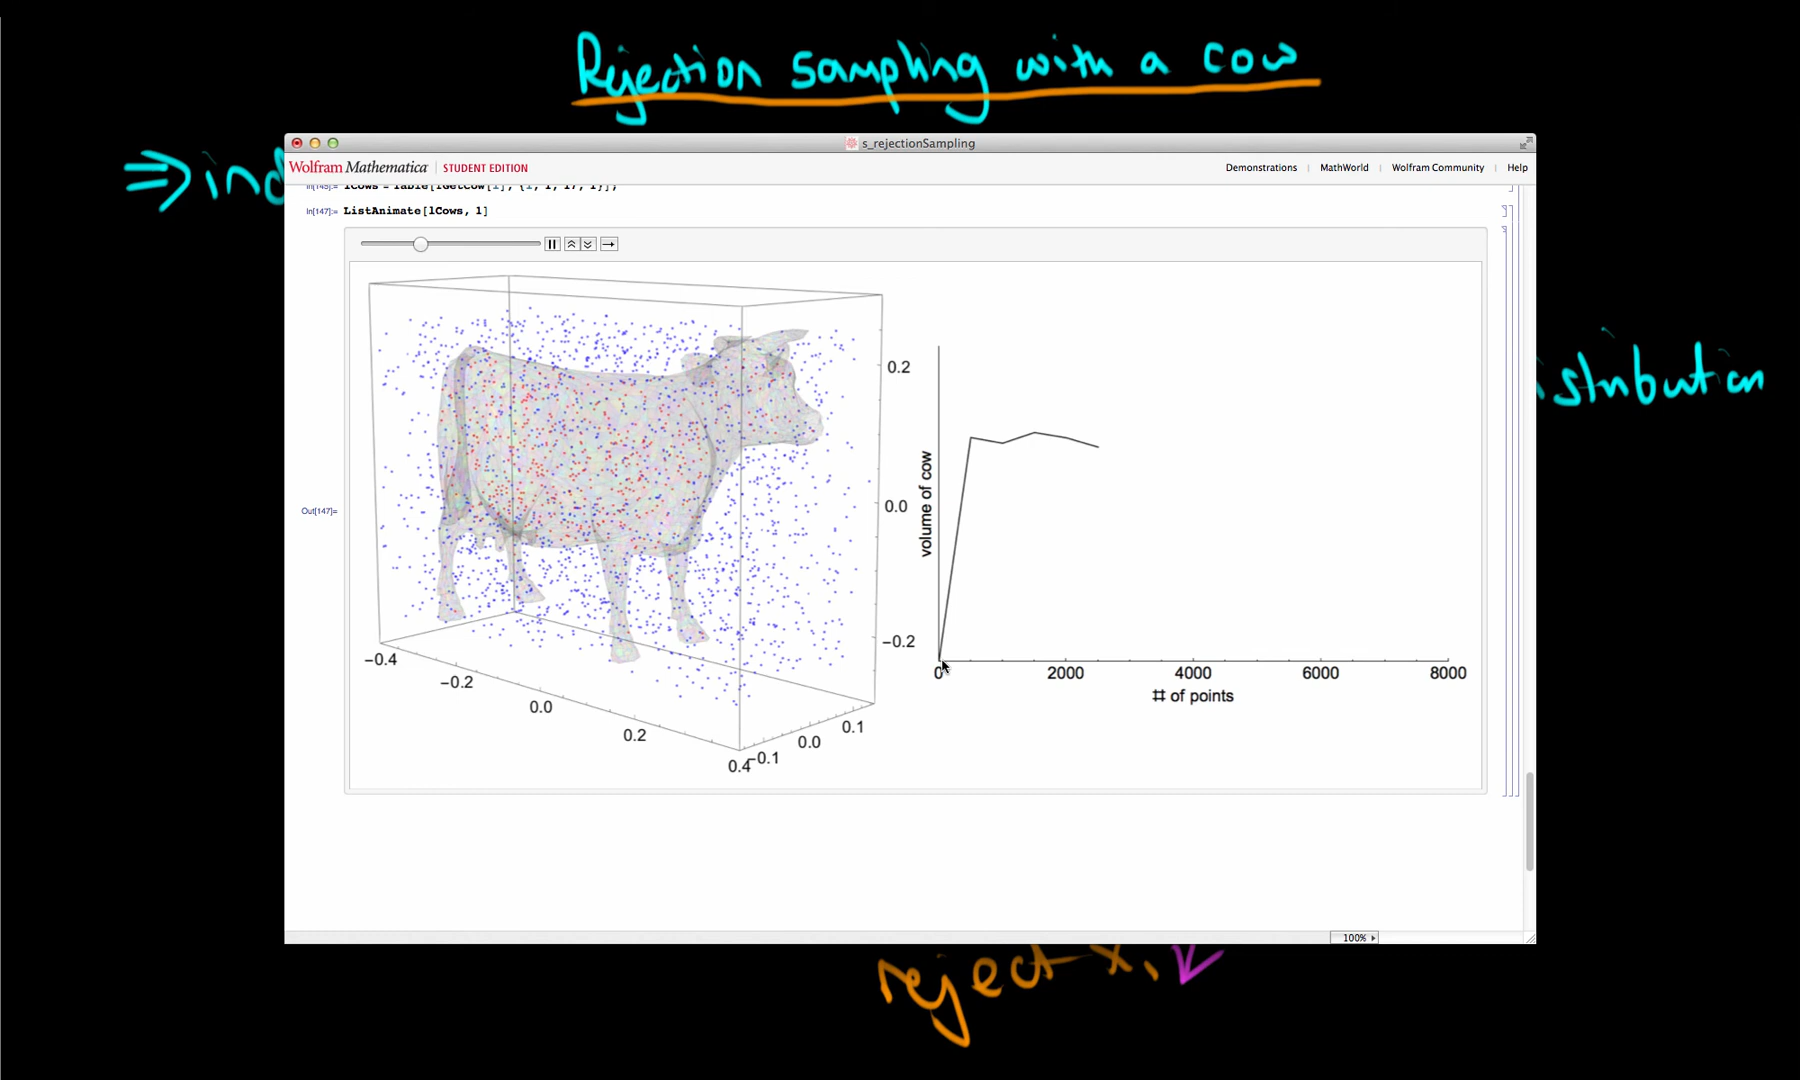 Rejection sampling with a cow
s_rejectionSampling
Wolfram Mathematica STUDENT EDITION
Demonstrations MathWorld Wolfram Community Help
⇒ ind
In[147]:= ListAnimate[lCows, 1]
Out[147]=
0.2
0.0
-0.2
-0.4
-0.2
0.0
0.2
0.4
-0.1
0.0
0.1
volume of cow
0 2000 4000 6000 8000
# of points
istribution
100%
reject x,